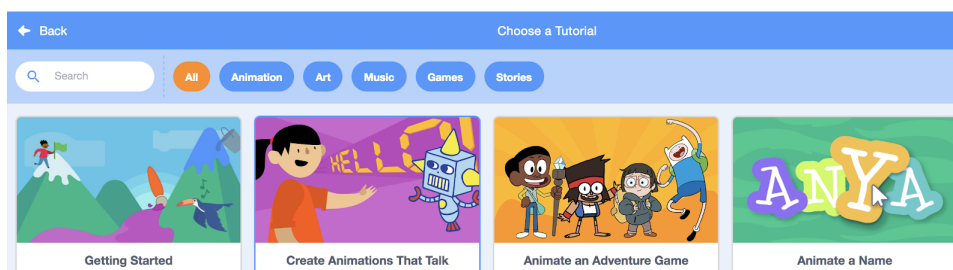 Back
Choose a Tutorial
Search
All
Animation
Art
Music
Games
Stories
HELLO
ANYA
Getting Started
Create Animations That Talk
Animate an Adventure Game
Animate a Name